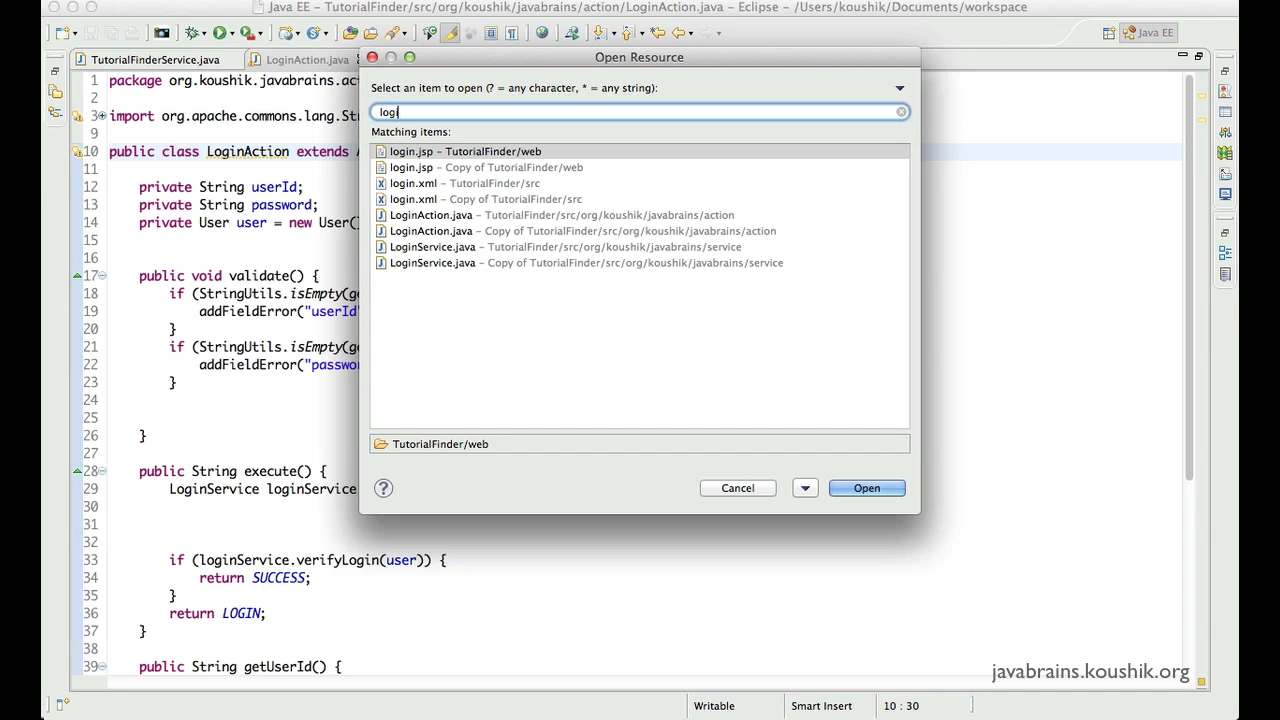 Java EE - TutorialFinder/src/org/koushik/javabrains/action/LoginAction.java - Eclipse - /Users/koushik/Documents/workspace
Java EE
TutorialFinderService.java
LoginAction.java
Open Resource
Select an item to open (? = any character, * = any string):
logi
Matching items:
login.jsp - TutorialFinder/web
login.jsp - Copy of TutorialFinder/web
login.xml - TutorialFinder/src
login.xml - Copy of TutorialFinder/src
LoginAction.java - TutorialFinder/src/org/koushik/javabrains/action
LoginAction.java - Copy of TutorialFinder/src/org/koushik/javabrains/action
LoginService.java - TutorialFinder/src/org/koushik/javabrains/service
LoginService.java - Copy of TutorialFinder/src/org/koushik/javabrains/service
TutorialFinder/web
?
Cancel
Open
1 package org.koushik.javabrains.ac
2
3 import org.apache.commons.lang.St
9
10 public class LoginAction extends A
11
12 private String userId;
13 private String password;
14 private User user = new User(
15
16
17 public void validate() {
18 if (StringUtils.isEmpty(ge
19 addFieldError("userId"
20 }
21 if (StringUtils.isEmpty(ge
22 addFieldError("passwo
23 }
24
25
26 }
27
28 public String execute() {
29 LoginService loginService
30
31
32
33 if (loginService.verifyLogin(user)) {
34 return SUCCESS;
35 }
36 return LOGIN;
37 }
38
39 public String getUserId() {
javabrains.koushik.org
Writable
Smart Insert
10 : 30